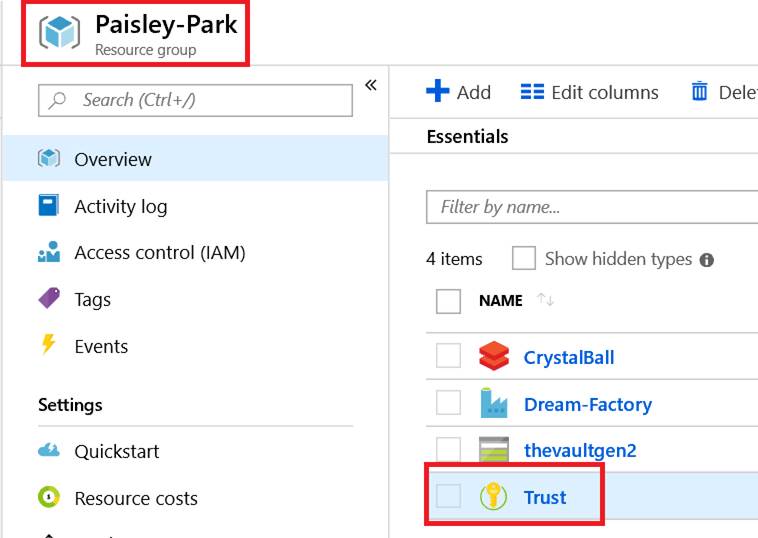 Paisley-Park
Resource group
Search (Ctrl+/)
«
Overview
Activity log
Access control (IAM)
Tags
Events
Settings
Quickstart
Resource costs
Add
Edit columns
Dele
Essentials
Filter by name...
4 items
Show hidden types
NAME
CrystalBall
Dream-Factory
thevaultgen2
Trust